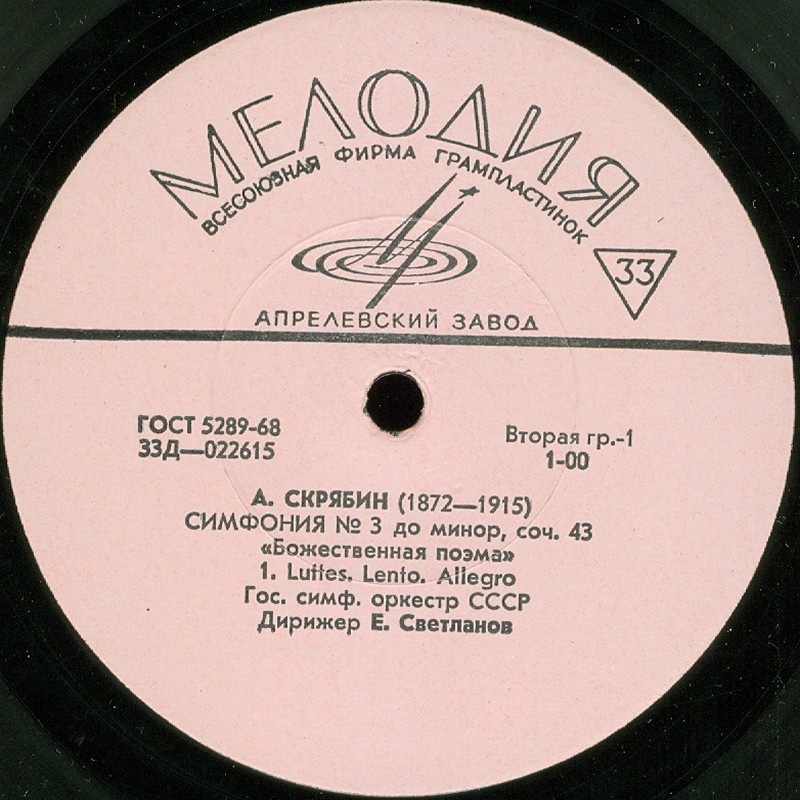 МЕЛОДИЯ
ВСЕСОЮЗНАЯ ФИРМА ГРАМПЛАСТИНОК
33
АПРЕЛЕВСКИЙ ЗАВОД
ГОСТ 5289-68
33Д—022615
Вторая гр.-1
1-00
А. СКРЯБИН (1872—1915)
СИМФОНИЯ № 3 до минор, соч. 43
«Божественная поэма»
1. Luttes. Lento. Allegro
Гос. симф. оркестр СССР
Дирижер Е. Светланов